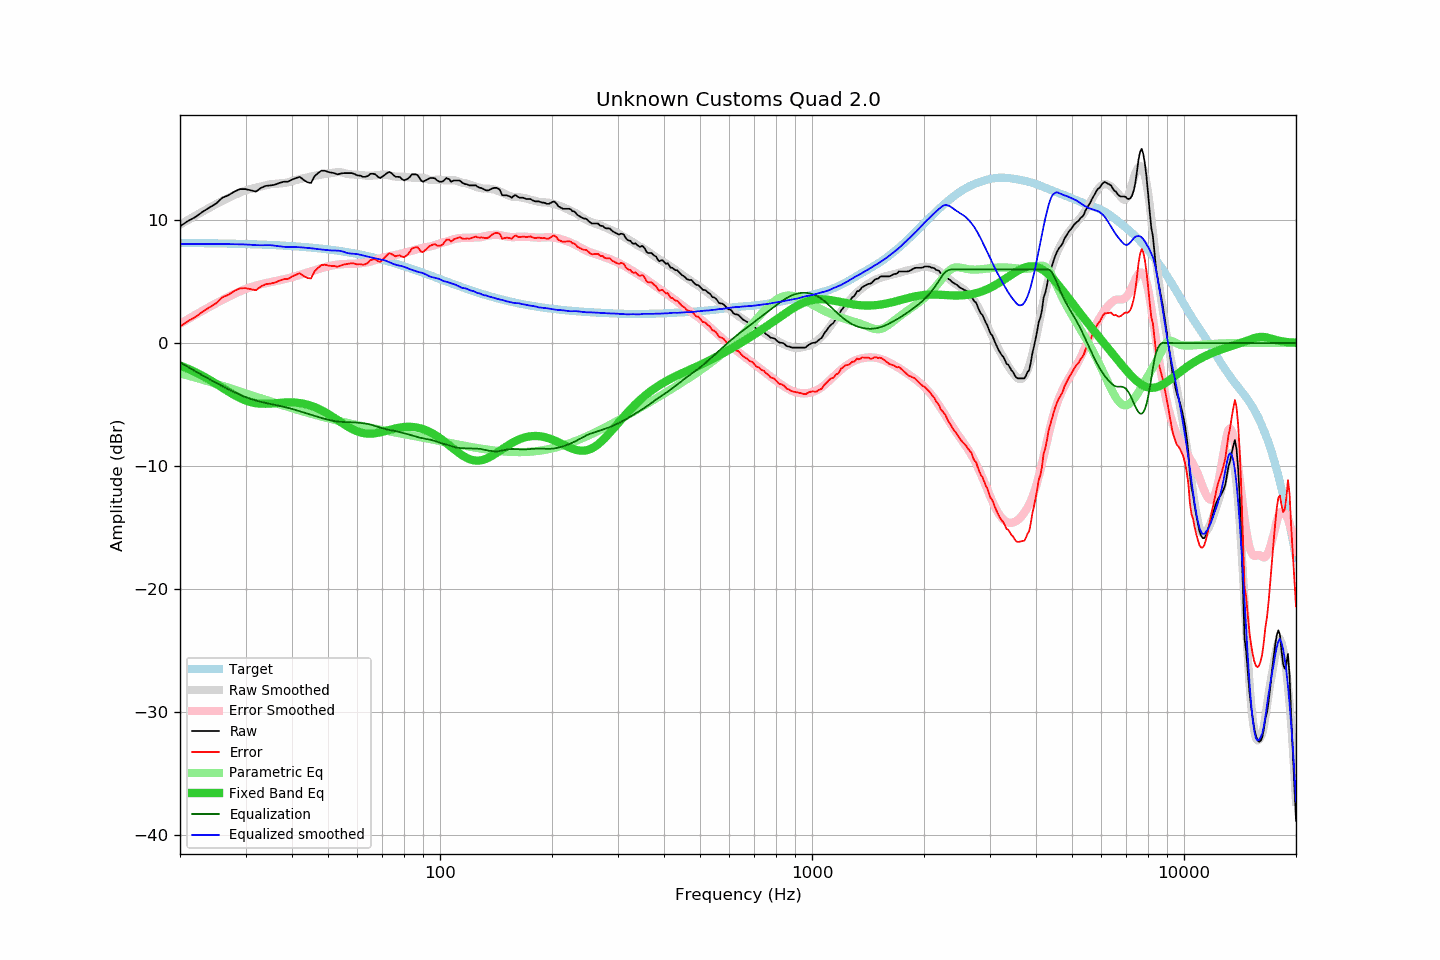 Unknown Customs Quad 2.0
Amplitude (dBr)
10
0
−10
−20
−30
−40
Target
Raw Smoothed
Error Smoothed
Raw
Error
Parametric Eq
Fixed Band Eq
Equalization
Equalized smoothed
100
1000
10000
Frequency (Hz)